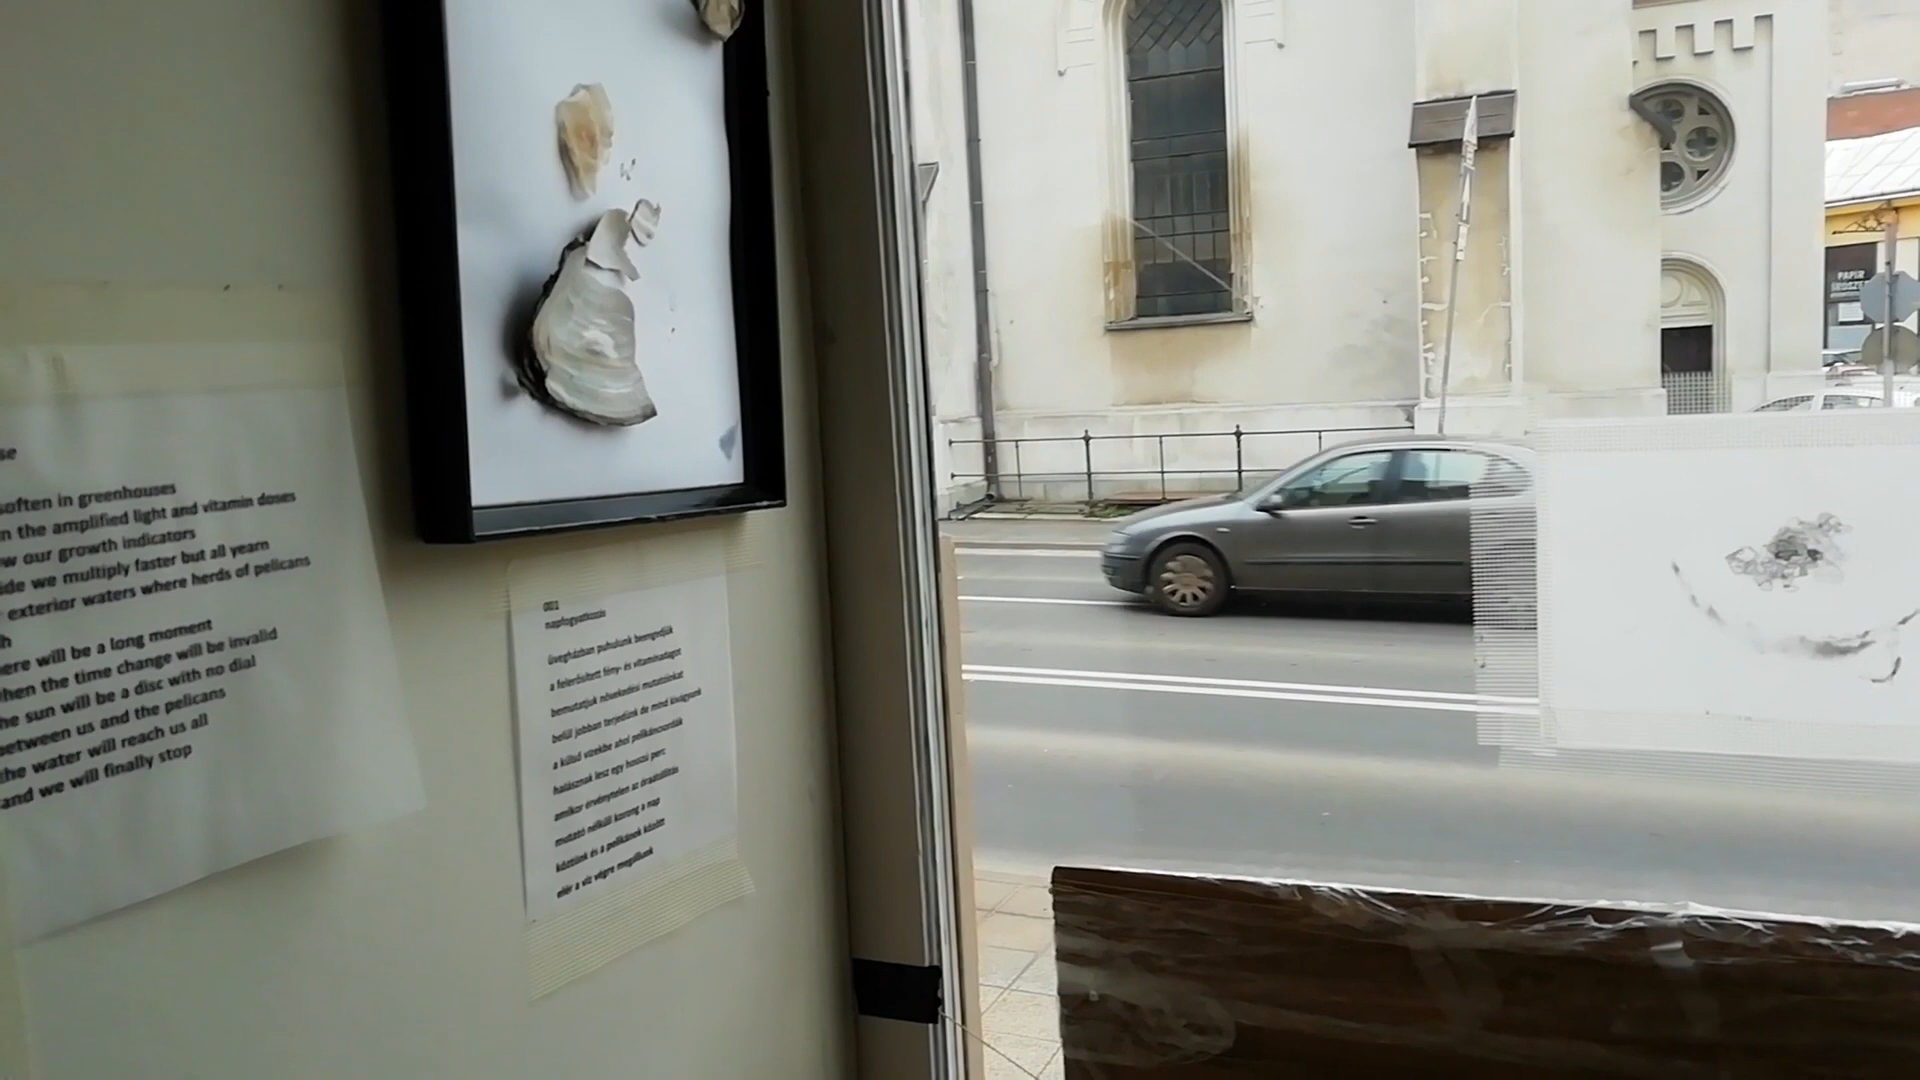 se
soften in greenhouses
n the amplified light and vitamin doses
w our growth indicators
ide we multiply faster but all yearn
exterior waters where herds of pelicans
h
ere will be a long moment
hen the time change will be invalid
he sun will be a disc with no dial
between us and the pelicans
the water will reach us all
and we will finally stop
001
napfogyatkozás
üvegházban puhulunk beengedjük
a felerősített fény- és vitaminadagot
bemutatjuk növekedési mutatóinkat
belül jobban terjedünk de mind kivágyunk
a külső vizekbe ahol pelikáncsordák
halásznak lesz egy hosszú perc
amikor érvénytelen az óraátállítás
mutató nélküli korong a nap
köztünk és a pelikánok között
elér a víz végre megállunk
PAPÍR